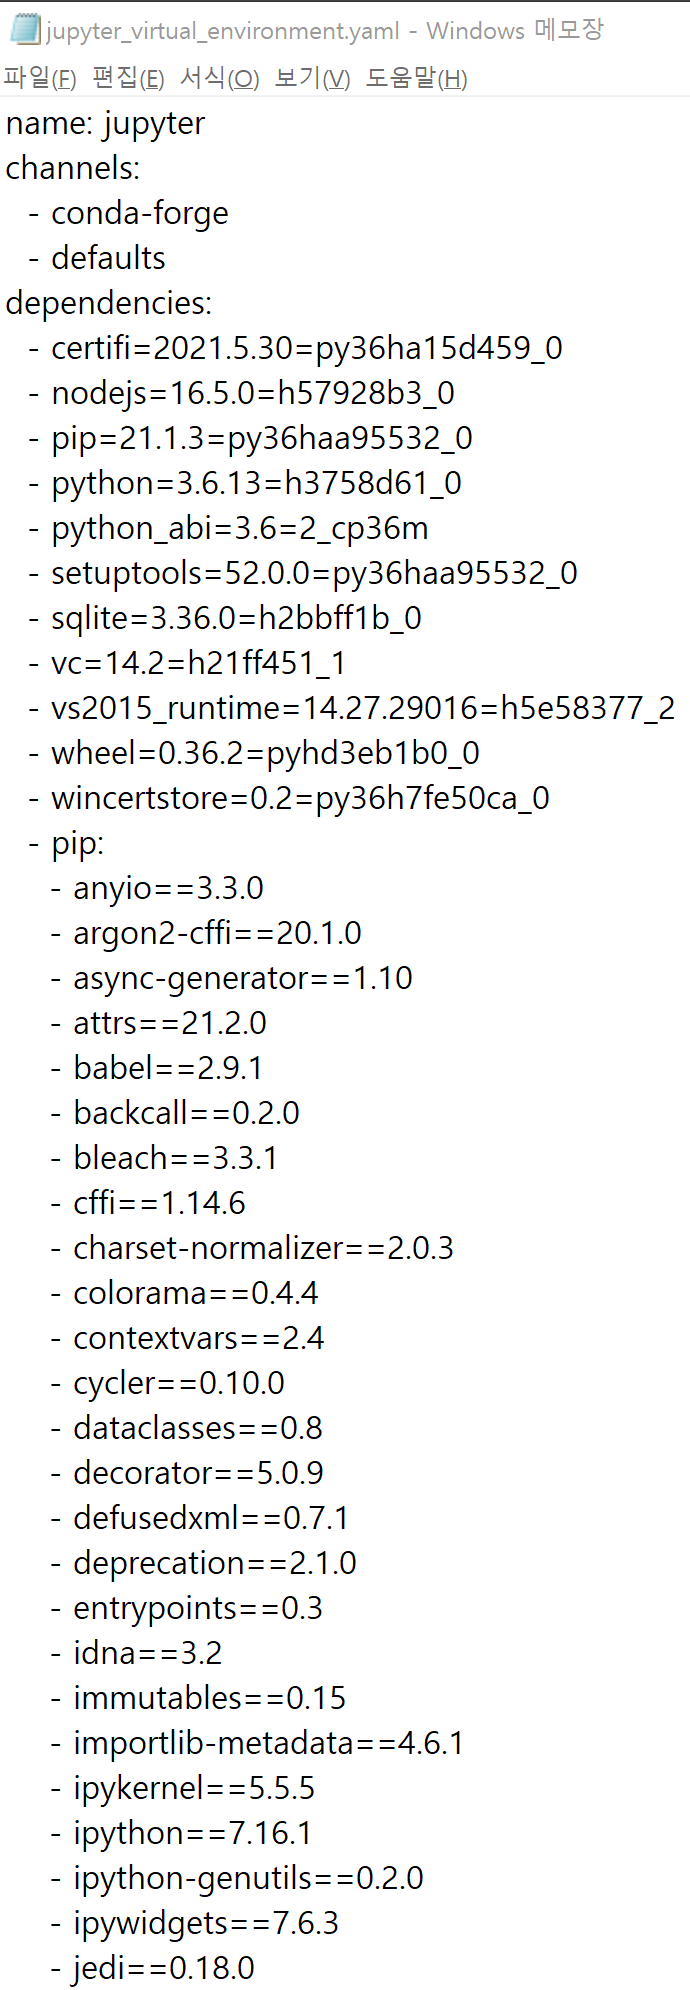 jupyter_virtual_environment.yaml - Windows 메모장
파일(F) 편집(E) 서식(O) 보기(V) 도움말(H)
name: jupyter
channels:
  - conda-forge
  - defaults
dependencies:
  - certifi=2021.5.30=py36ha15d459_0
  - nodejs=16.5.0=h57928b3_0
  - pip=21.1.3=py36haa95532_0
  - python=3.6.13=h3758d61_0
  - python_abi=3.6=2_cp36m
  - setuptools=52.0.0=py36haa95532_0
  - sqlite=3.36.0=h2bbff1b_0
  - vc=14.2=h21ff451_1
  - vs2015_runtime=14.27.29016=h5e58377_2
  - wheel=0.36.2=pyhd3eb1b0_0
  - wincertstore=0.2=py36h7fe50ca_0
  - pip:
    - anyio==3.3.0
    - argon2-cffi==20.1.0
    - async-generator==1.10
    - attrs==21.2.0
    - babel==2.9.1
    - backcall==0.2.0
    - bleach==3.3.1
    - cffi==1.14.6
    - charset-normalizer==2.0.3
    - colorama==0.4.4
    - contextvars==2.4
    - cycler==0.10.0
    - dataclasses==0.8
    - decorator==5.0.9
    - defusedxml==0.7.1
    - deprecation==2.1.0
    - entrypoints==0.3
    - idna==3.2
    - immutables==0.15
    - importlib-metadata==4.6.1
    - ipykernel==5.5.5
    - ipython==7.16.1
    - ipython-genutils==0.2.0
    - ipywidgets==7.6.3
    - jedi==0.18.0